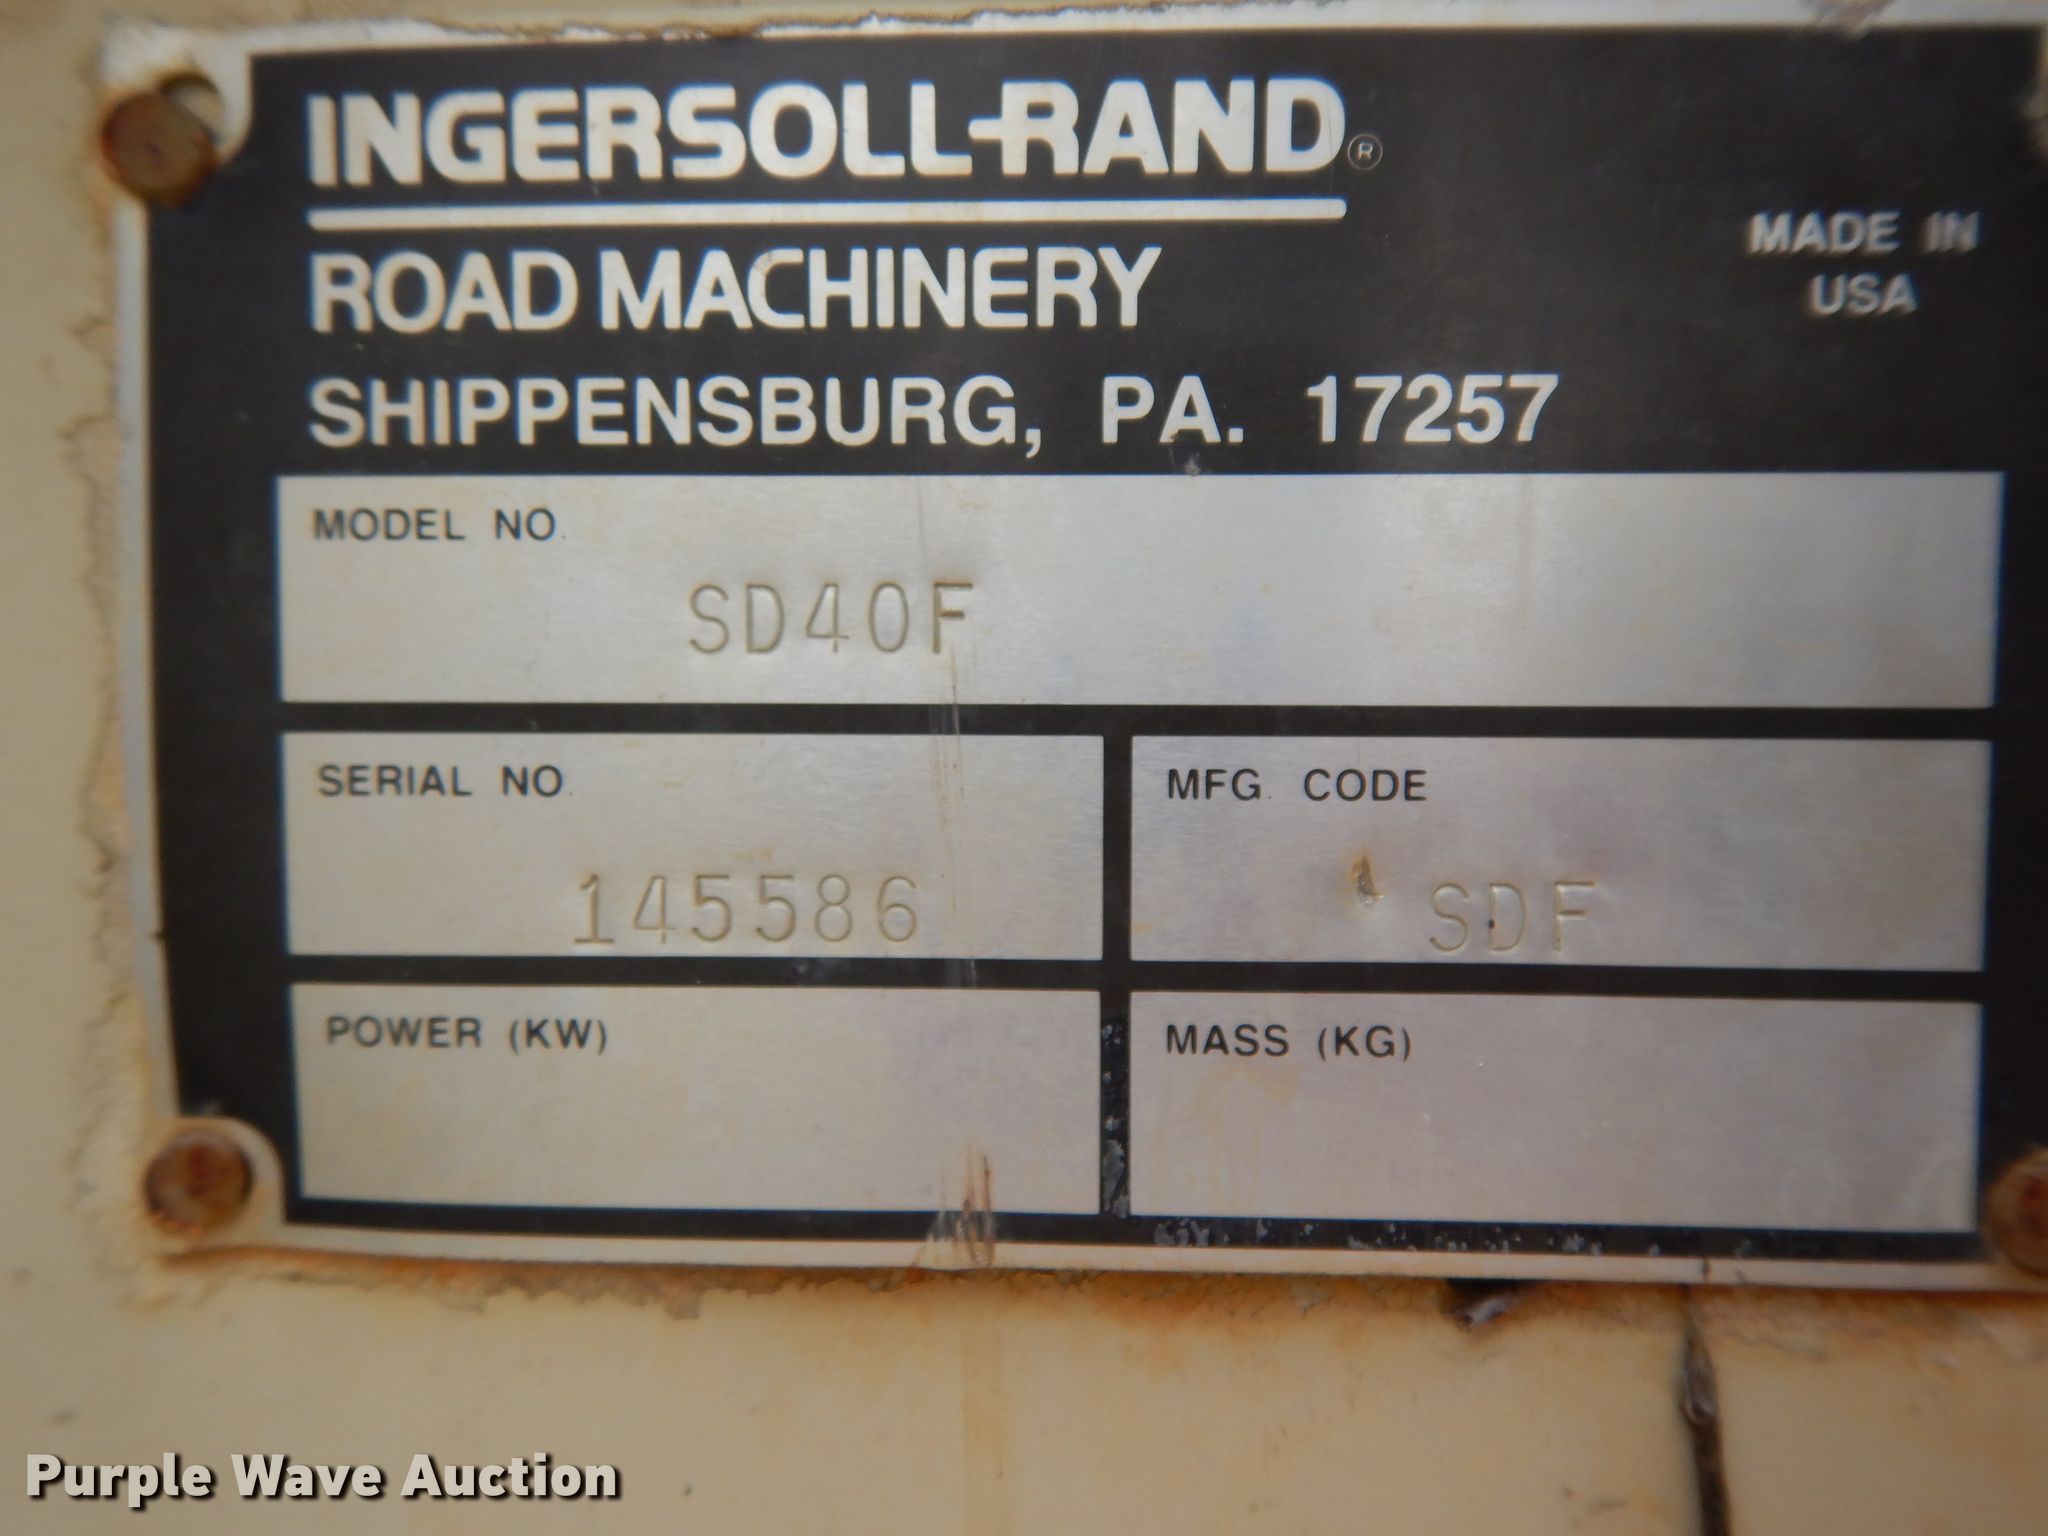 INGERSOLL-RAND®
ROAD MACHINERY
MADE IN
USA
SHIPPENSBURG, PA. 17257
MODEL NO.
SD40F
SERIAL NO.
145586
MFG. CODE
SDF
POWER (KW)
MASS (KG)
Purple Wave Auction